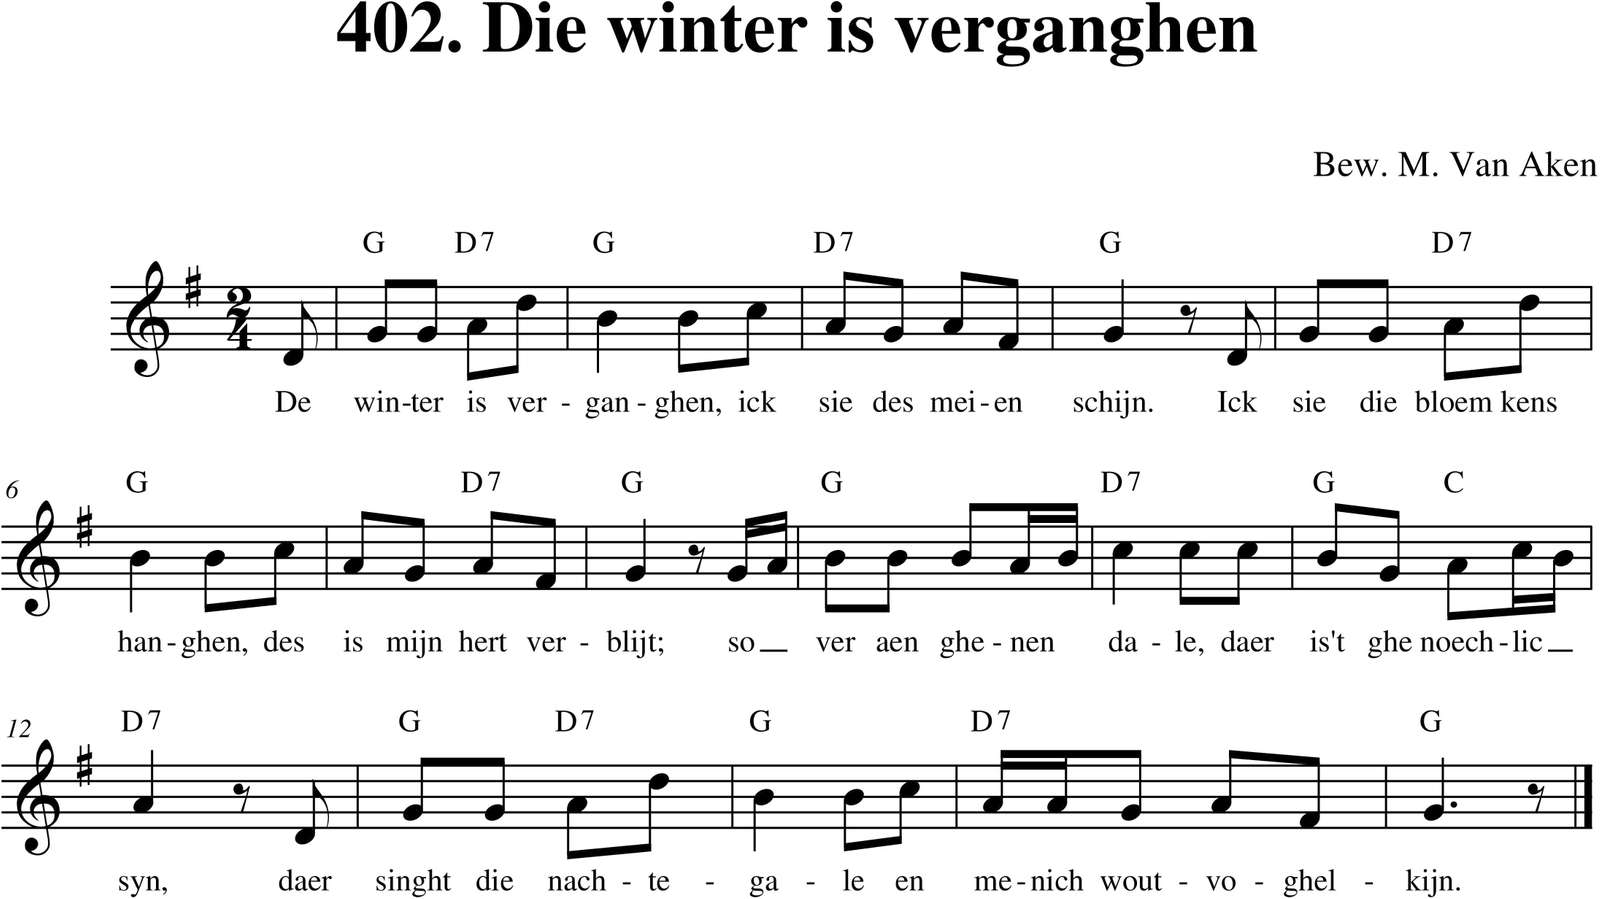 402. Die winter is verganghen
Bew. M. Van Aken
G D7 G D7 G D7
2
4
De win-ter is ver - gan - ghen, ick sie des mei-en schijn. Ick sie die bloem kens
6
G D7 G G D7 G C
han-ghen, des is mijn hert ver - blijt; so ver aen ghe - nen da - le, daer is't ghe noech-lic
12
D7 G D7 G D7 G
syn, daer singht die nach - te - ga - le en me-nich wout - vo - ghel - kijn.